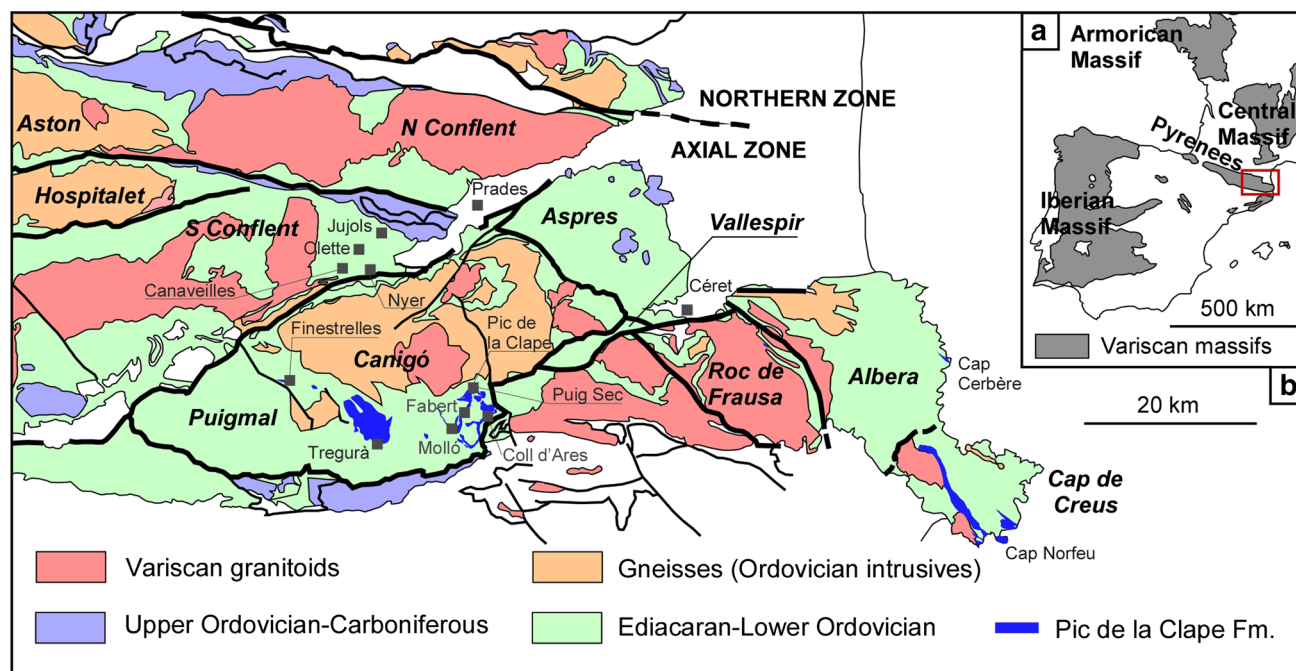 a
Armorican
Massif
Central
Massif
Pyrenees
Iberian
Massif
500 km
Variscan massifs
b
20 km
NORTHERN ZONE
AXIAL ZONE
Aston
N Conflent
Hospitalet
Prades
S Conflent
Jujols
Olette
Aspres
Vallespir
Canaveilles
Nyer
Céret
Finestrelles
Pic de
la Clape
Canigó
Cap
Cerbère
Roc de
Frausa
Albera
Puigmal
Fabert
Puig Sec
Tregurà
Molló
Coll d'Ares
Cap de
Creus
Cap Norfeu
Variscan granitoids
Gneisses (Ordovician intrusives)
Upper Ordovician-Carboniferous
Ediacaran-Lower Ordovician
Pic de la Clape Fm.